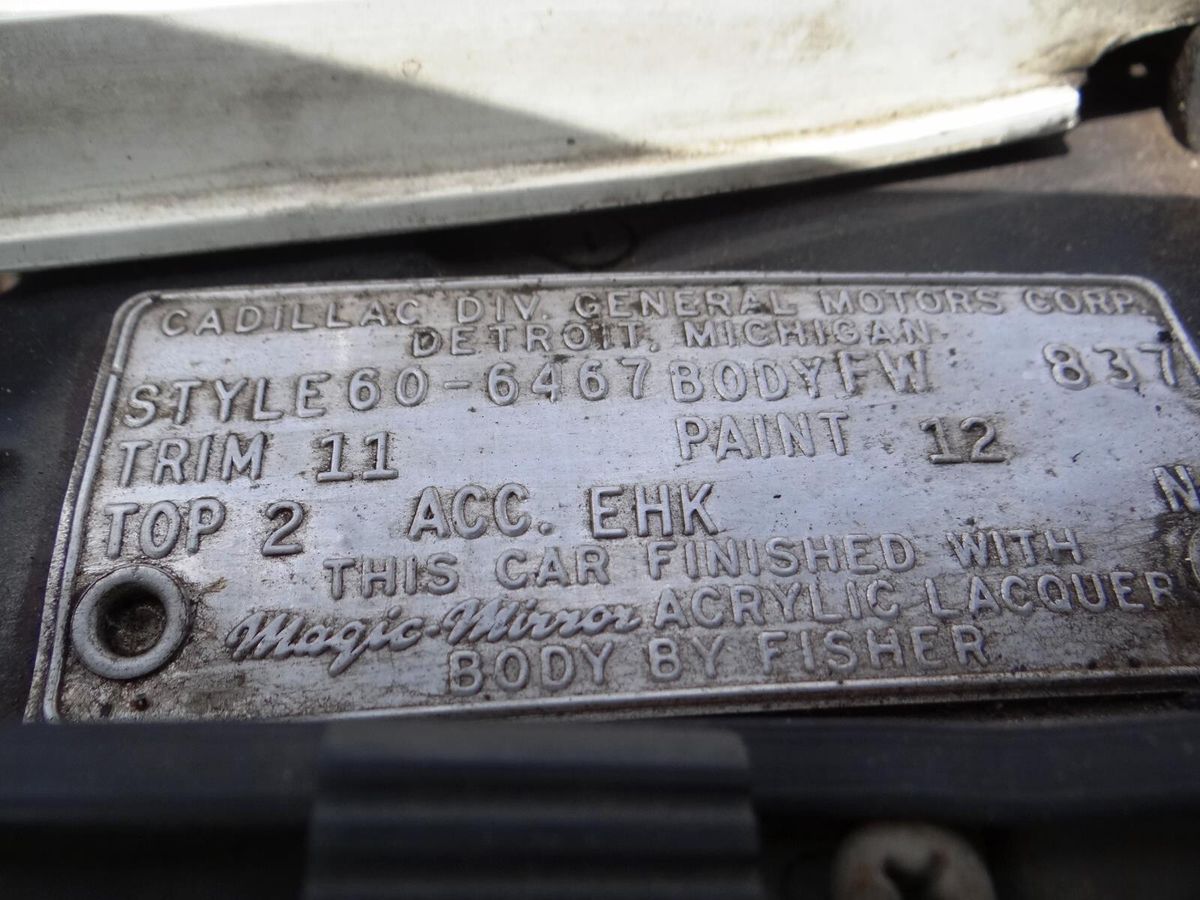 CADILLAC DIV. GENERAL MOTORS CORP.
DETROIT, MICHIGAN
STYLE 60-6467 BODY FW 837
TRIM 11 PAINT 12
TOP 2 ACC. EHK
THIS CAR FINISHED WITH
Magic-Mirror ACRYLIC LACQUER
BODY BY FISHER